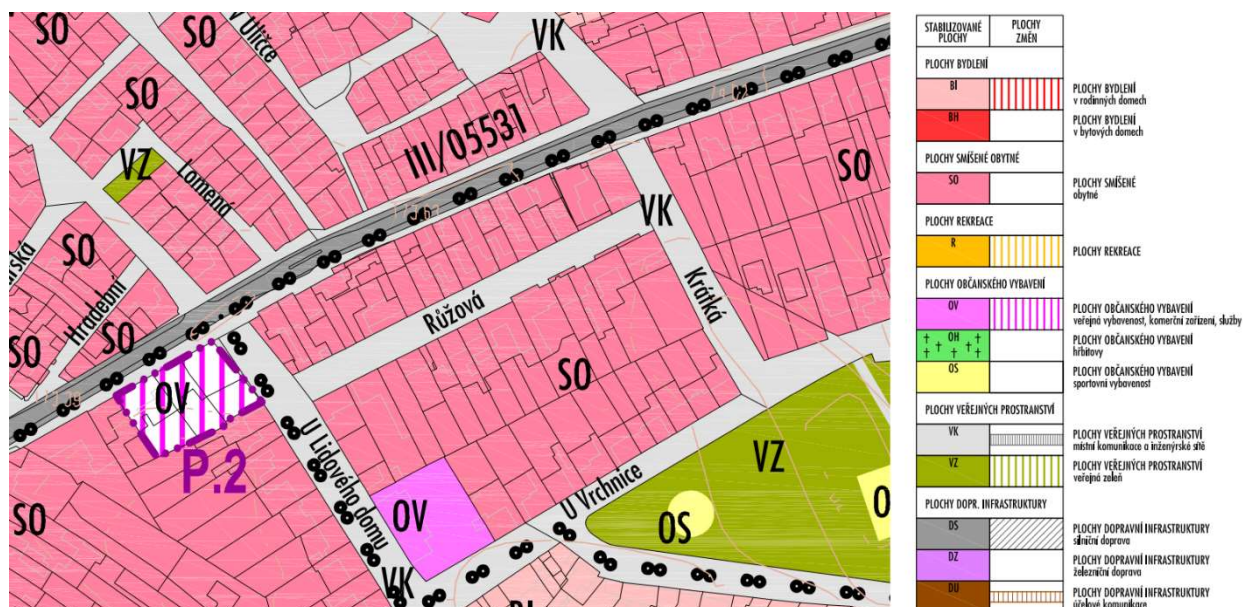 SO
SO
V Uličce
VK
SO
III/05531
SO
VZ
Lomená
VK
SO
Hradební
SO
SO
SO
Růžová
Krátká
OV
P.2
SO
U Lidového domu
OV
VZ
U Vrchnice
OS
SO
VK
STABILIZOVANÉ PLOCHY
PLOCHY ZMĚN
PLOCHY BYDLENÍ
BI
PLOCHY BYDLENÍ
v rodinných domech
BH
PLOCHY BYDLENÍ
v bytových domech
PLOCHY SMÍŠENÉ OBYTNÉ
SO
PLOCHY SMÍŠENÉ
obytné
PLOCHY REKREACE
R
PLOCHY REKREACE
PLOCHY OBČANSKÉHO VYBAVENÍ
OV
PLOCHY OBČANSKÉHO VYBAVENÍ
veřejná vybavenost, komerční zařízení, služby
OH
PLOCHY OBČANSKÉHO VYBAVENÍ
hřbitovy
OS
PLOCHY OBČANSKÉHO VYBAVENÍ
sportovní vybavenost
PLOCHY VEŘEJNÝCH PROSTRANSTVÍ
VK
PLOCHY VEŘEJNÝCH PROSTRANSTVÍ
místní komunikace a inženýrské sítě
VZ
PLOCHY VEŘEJNÝCH PROSTRANSTVÍ
veřejná zeleň
PLOCHY DOPR. INFRASTRUKTURY
DS
PLOCHY DOPRAVNÍ INFRASTRUKTURY
silniční doprava
DZ
PLOCHY DOPRAVNÍ INFRASTRUKTURY
železniční doprava
DU
PLOCHY DOPRAVNÍ INFRASTRUKTURY
účelové komunikace